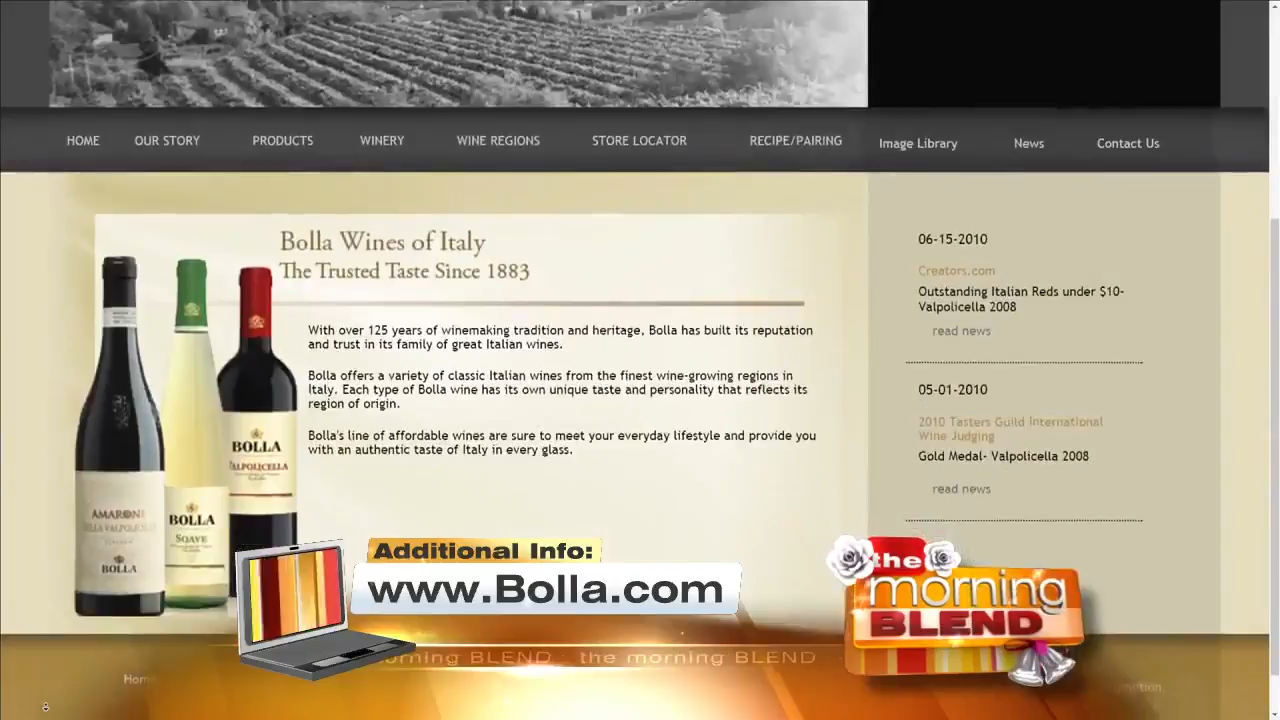 HOME OUR STORY PRODUCTS WINERY WINE REGIONS STORE LOCATOR RECIPE/PAIRING Image Library News Contact Us
Bolla Wines of Italy
The Trusted Taste Since 1883
With over 125 years of winemaking tradition and heritage, Bolla has built its reputation
and trust in its family of great Italian wines.
Bolla offers a variety of classic Italian wines from the finest wine-growing regions in
Italy. Each type of Bolla wine has its own unique taste and personality that reflects its
region of origin.
Bolla's line of affordable wines are sure to meet your everyday lifestyle and provide you
with an authentic taste of Italy in every glass.
06-15-2010
Creators.com
Outstanding Italian Reds under $10-
Valpolicella 2008
read news
05-01-2010
2010 Tasters Guild International
Wine Judging
Gold Medal- Valpolicella 2008
read news
BOLLA
VALPOLICELLA
AMARONE
BOLLA
BOLLA
SOAVE
Additional Info:
www.Bolla.com
the
morning
BLEND
morning BLEND the morning BLEND